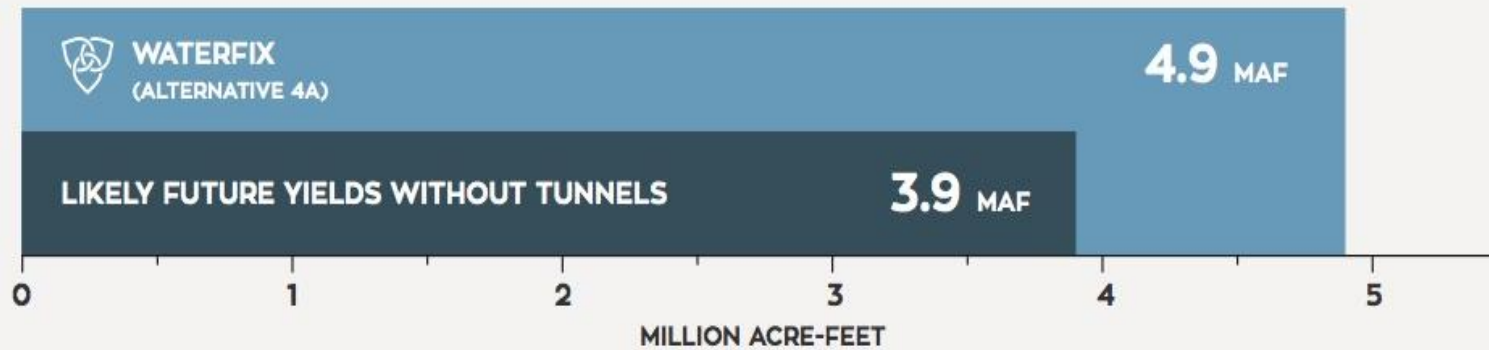 WATERFIX
(ALTERNATIVE 4A)
4.9 MAF
LIKELY FUTURE YIELDS WITHOUT TUNNELS
3.9 MAF
0 1 2 3 4 5
MILLION ACRE-FEET